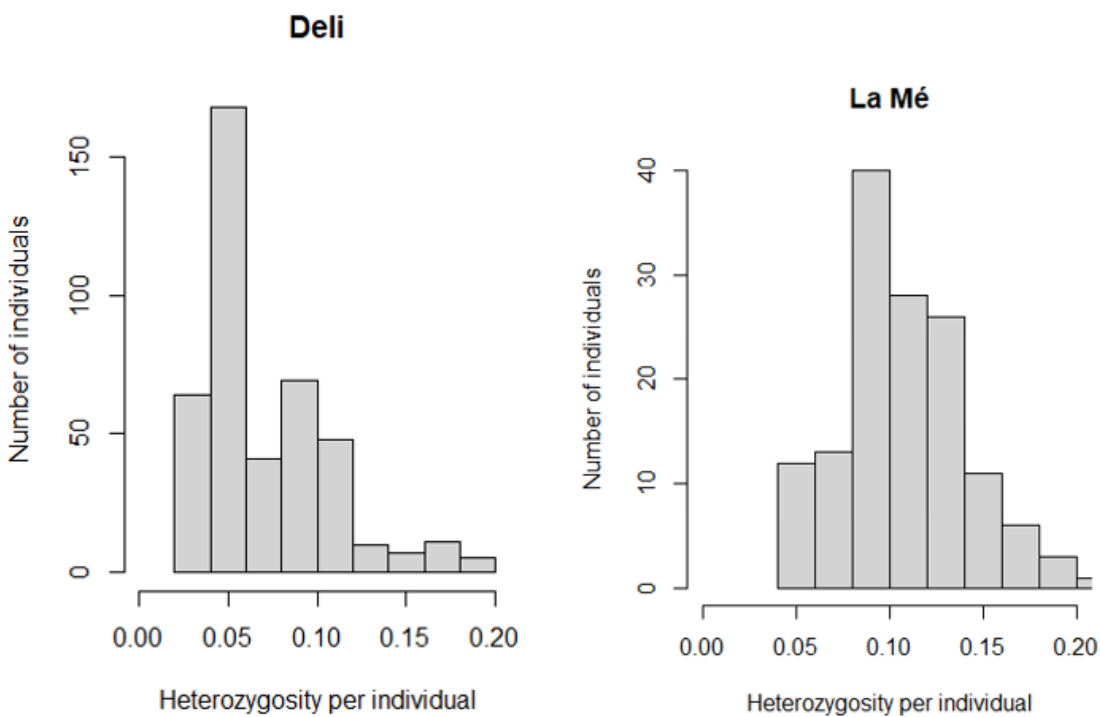 Deli
Number of individuals
150
100
50
0
0.00 0.05 0.10 0.15 0.20
Heterozygosity per individual
La Mé
Number of individuals
40
30
20
10
0
0.00 0.05 0.10 0.15 0.20
Heterozygosity per individual